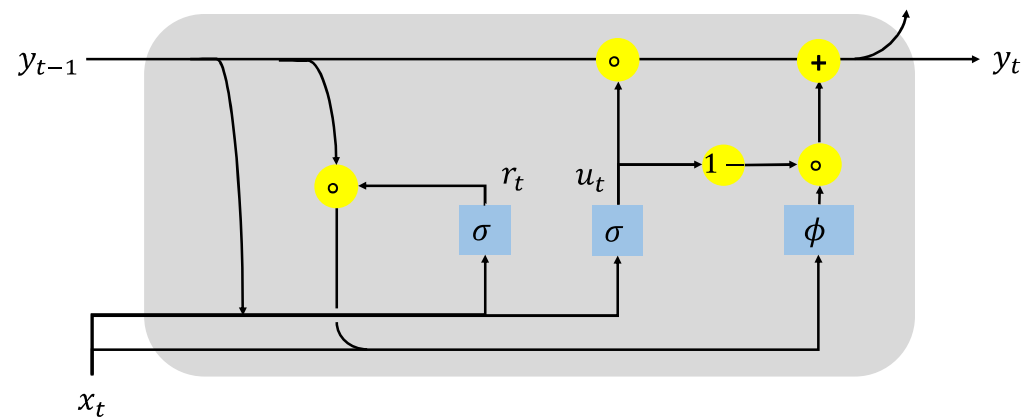 y_{t−1} ∘ + y_t
1 − ∘
∘ r_t u_t
σ σ ϕ
x_t